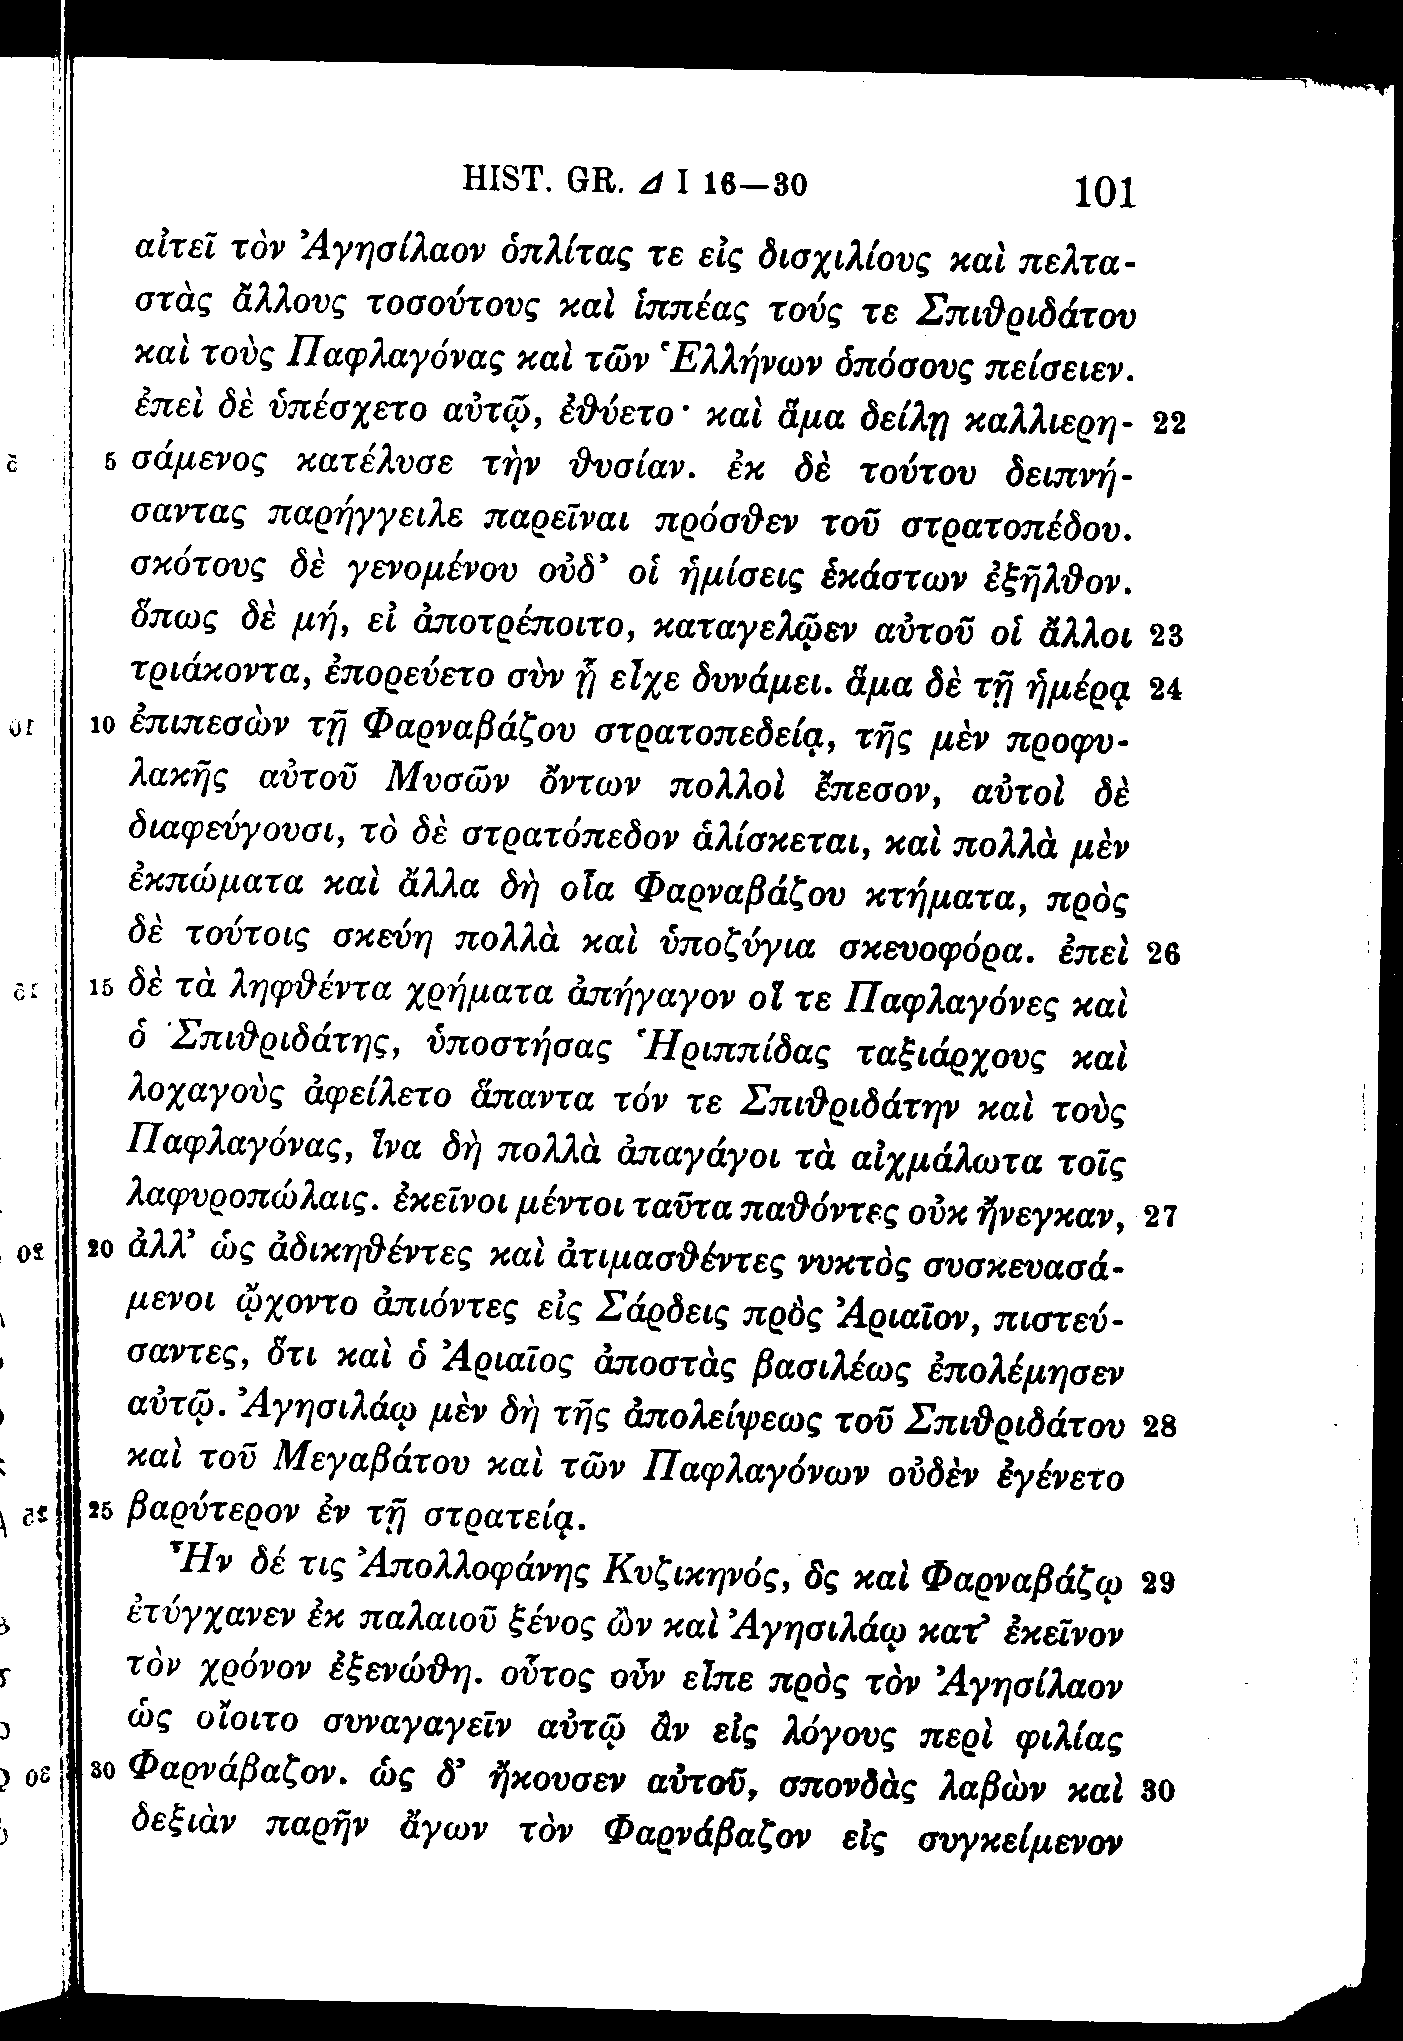 HIST. GR. Δ I 16—30 101
αἰτεῖ τὸν Ἀγησίλαον ὁπλίτας τε εἰς δισχιλίους καὶ πελτα-
στὰς ἄλλους τοσούτους καὶ ἱππέας τούς τε Σπιθριδάτου
καὶ τοὺς Παφλαγόνας καὶ τῶν Ἑλλήνων ὁπόσους πείσειεν.
ἐπεὶ δὲ ὑπέσχετο αὐτῷ, ἐθύετο· καὶ ἅμα δείλῃ καλλιερη- 22
5 σάμενος κατέλυσε τὴν θυσίαν. ἐκ δὲ τούτου δειπνή-
σαντας παρήγγειλε παρεῖναι πρόσθεν τοῦ στρατοπέδου.
σκότους δὲ γενομένου οὐδ’ οἱ ἡμίσεις ἑκάστων ἐξῆλθον.
ὅπως δὲ μή, εἰ ἀποτρέποιτο, καταγελῷεν αὐτοῦ οἱ ἄλλοι 23
τριάκοντα, ἐπορεύετο σὺν ᾗ εἶχε δυνάμει. ἅμα δὲ τῇ ἡμέρᾳ 24
10 ἐπιπεσὼν τῇ Φαρναβάζου στρατοπεδείᾳ, τῆς μὲν προφυ-
λακῆς αὐτοῦ Μυσῶν ὄντων πολλοὶ ἔπεσον, αὐτοὶ δὲ
διαφεύγουσι, τὸ δὲ στρατόπεδον ἁλίσκεται, καὶ πολλὰ μὲν
ἐκπώματα καὶ ἄλλα δὴ οἷα Φαρναβάζου κτήματα, πρὸς
δὲ τούτοις σκεύη πολλὰ καὶ ὑποζύγια σκευοφόρα. ἐπεὶ 26
15 δὲ τὰ ληφθέντα χρήματα ἀπήγαγον οἵ τε Παφλαγόνες καὶ
ὁ Σπιθριδάτης, ὑποστήσας Ἡριππίδας ταξιάρχους καὶ
λοχαγοὺς ἀφείλετο ἅπαντα τόν τε Σπιθριδάτην καὶ τοὺς
Παφλαγόνας, ἵνα δὴ πολλὰ ἀπαγάγοι τὰ αἰχμάλωτα τοῖς
λαφυροπώλαις. ἐκεῖνοι μέντοι ταῦτα παθόντες οὐκ ἤνεγκαν, 27
20 ἀλλ’ ὡς ἀδικηθέντες καὶ ἀτιμασθέντες νυκτὸς συσκευασά-
μενοι ᾤχοντο ἀπιόντες εἰς Σάρδεις πρὸς Ἀριαῖον, πιστεύ-
σαντες, ὅτι καὶ ὁ Ἀριαῖος ἀποστὰς βασιλέως ἐπολέμησεν
αὐτῷ. Ἀγησιλάῳ μὲν δὴ τῆς ἀπολείψεως τοῦ Σπιθριδάτου 28
καὶ τοῦ Μεγαβάτου καὶ τῶν Παφλαγόνων οὐδὲν ἐγένετο
25 βαρύτερον ἐν τῇ στρατείᾳ.
Ἦν δέ τις Ἀπολλοφάνης Κυζικηνός, ὃς καὶ Φαρναβάζῳ 29
ἐτύγχανεν ἐκ παλαιοῦ ξένος ὢν καὶ Ἀγησιλάῳ κατ’ ἐκεῖνον
τὸν χρόνον ἐξενώθη. οὗτος οὖν εἶπε πρὸς τὸν Ἀγησίλαον
ὡς οἴοιτο συναγαγεῖν αὐτῷ ἂν εἰς λόγους περὶ φιλίας
30 Φαρνάβαζον. ὡς δ’ ἤκουσεν αὐτοῦ, σπονδὰς λαβὼν καὶ 30
δεξιὰν παρῆν ἄγων τὸν Φαρνάβαζον εἰς συγκείμενον